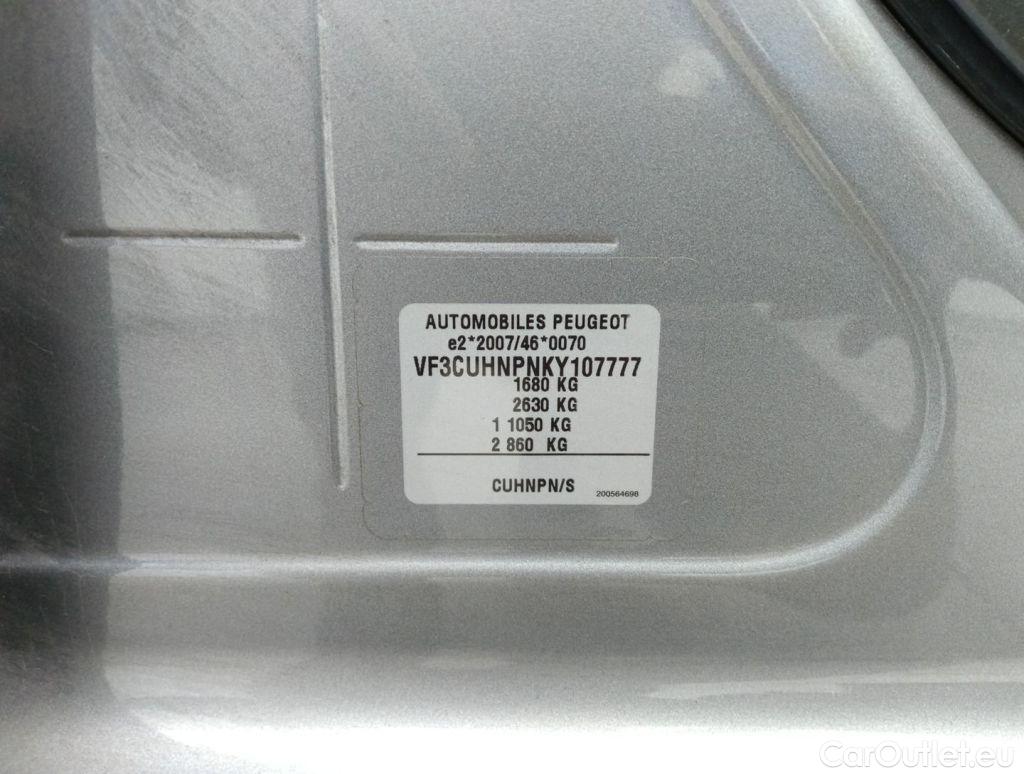 AUTOMOBILES PEUGEOT
e2*2007/46*0070
VF3CUHNPNKY107777
1680 KG
2630 KG
1 1050 KG
2 860 KG
CUHNPN/S
200564698
CarOutlet.eu